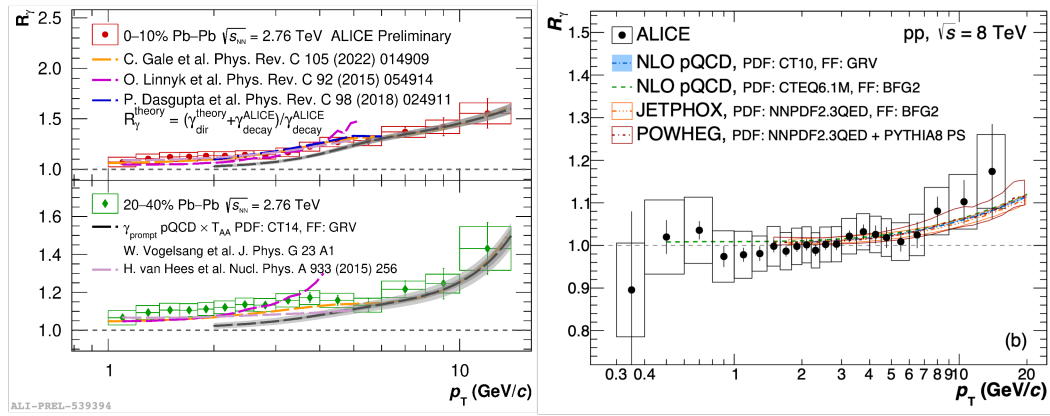 R_γ
2.5
0–10% Pb–Pb √s_NN = 2.76 TeV ALICE Preliminary
C. Gale et al. Phys. Rev. C 105 (2022) 014909
2.0
O. Linnyk et al. Phys. Rev. C 92 (2015) 054914
P. Dasgupta et al. Phys. Rev. C 98 (2018) 024911
R_γ^theory = (γ_dir^theory+γ_decay^ALICE)/γ_decay^ALICE
1.5
1.0
20–40% Pb–Pb √s_NN = 2.76 TeV
1.6
γ_prompt pQCD × T_AA PDF: CT14, FF: GRV
W. Vogelsang et al. J. Phys. G 23 A1
1.4
H. van Hees et al. Nucl. Phys. A 933 (2015) 256
1.2
1.0
1 10
p_T (GeV/c)
ALI-PREL-539394
R_γ
1.5
ALICE
pp, √s = 8 TeV
NLO pQCD, PDF: CT10, FF: GRV
1.4
NLO pQCD, PDF: CTEQ6.1M, FF: BFG2
JETPHOX, PDF: NNPDF2.3QED, FF: BFG2
1.3
POWHEG, PDF: NNPDF2.3QED + PYTHIA8 PS
1.2
1.1
1.0
0.9
0.8
(b)
0.3 0.4 1 2 3 4 5 6 7 8 9 10 20
p_T (GeV/c)